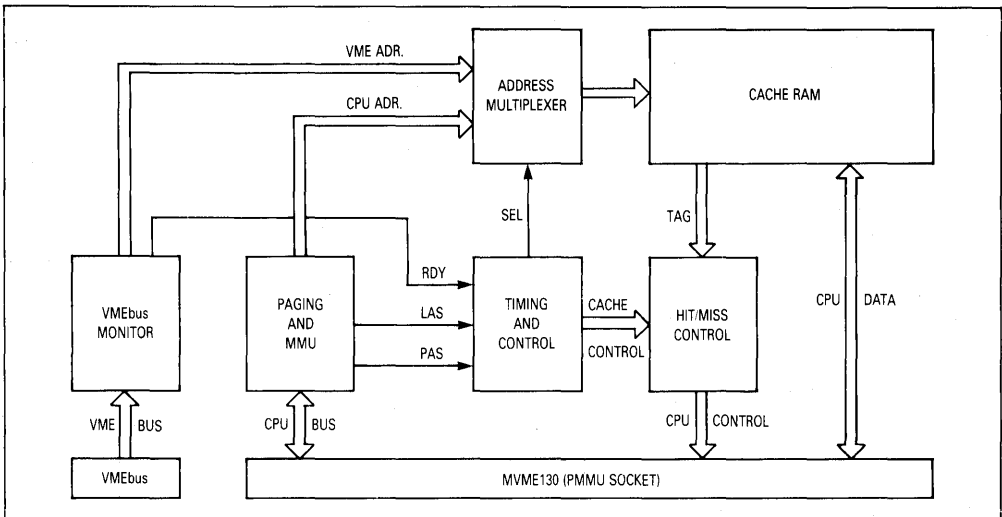 VME ADR.
CPU ADR.
ADDRESS
MULTIPLEXER
CACHE RAM
SEL
TAG
VMEbus
MONITOR
PAGING
AND
MMU
RDY
LAS
PAS
TIMING
AND
CONTROL
CACHE
CONTROL
HIT/MISS
CONTROL
CPU DATA
VME BUS
CPU BUS
CPU CONTROL
VMEbus
MVME130 (PMMU SOCKET)